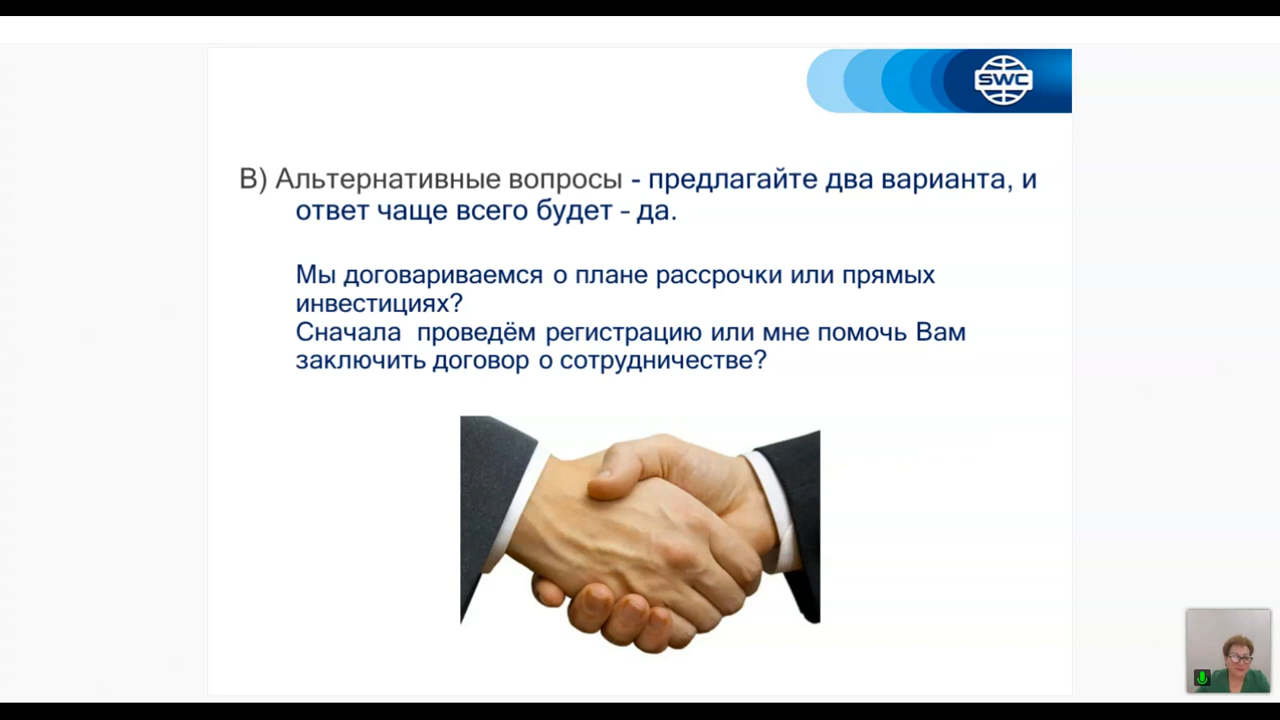 SWC
В) Альтернативные вопросы - предлагайте два варианта, и
ответ чаще всего будет – да.
Мы договариваемся о плане рассрочки или прямых
инвестициях?
Сначала проведём регистрацию или мне помочь Вам
заключить договор о сотрудничестве?